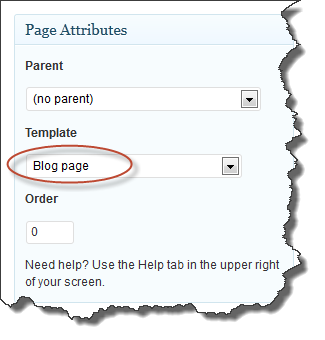 Page Attributes
Parent
(no parent)
Template
Blog page
Order
0
Need help? Use the Help tab in the upper right
of your screen.